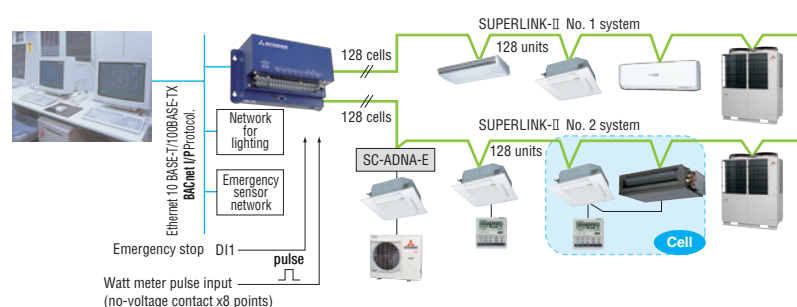 SUPERLINK-II No. 1 system
128 cells
128 units
128 cells
SUPERLINK-II No. 2 system
128 units
Ethernet 10 BASE-T/100BASE-TX
BACnet I/PProtocol.
Network
for
lighting
Emergency
sensor
network
SC-ADNA-E
Cell
Emergency stop DI1
pulse
Watt meter pulse input
(no-voltage contact x8 points)